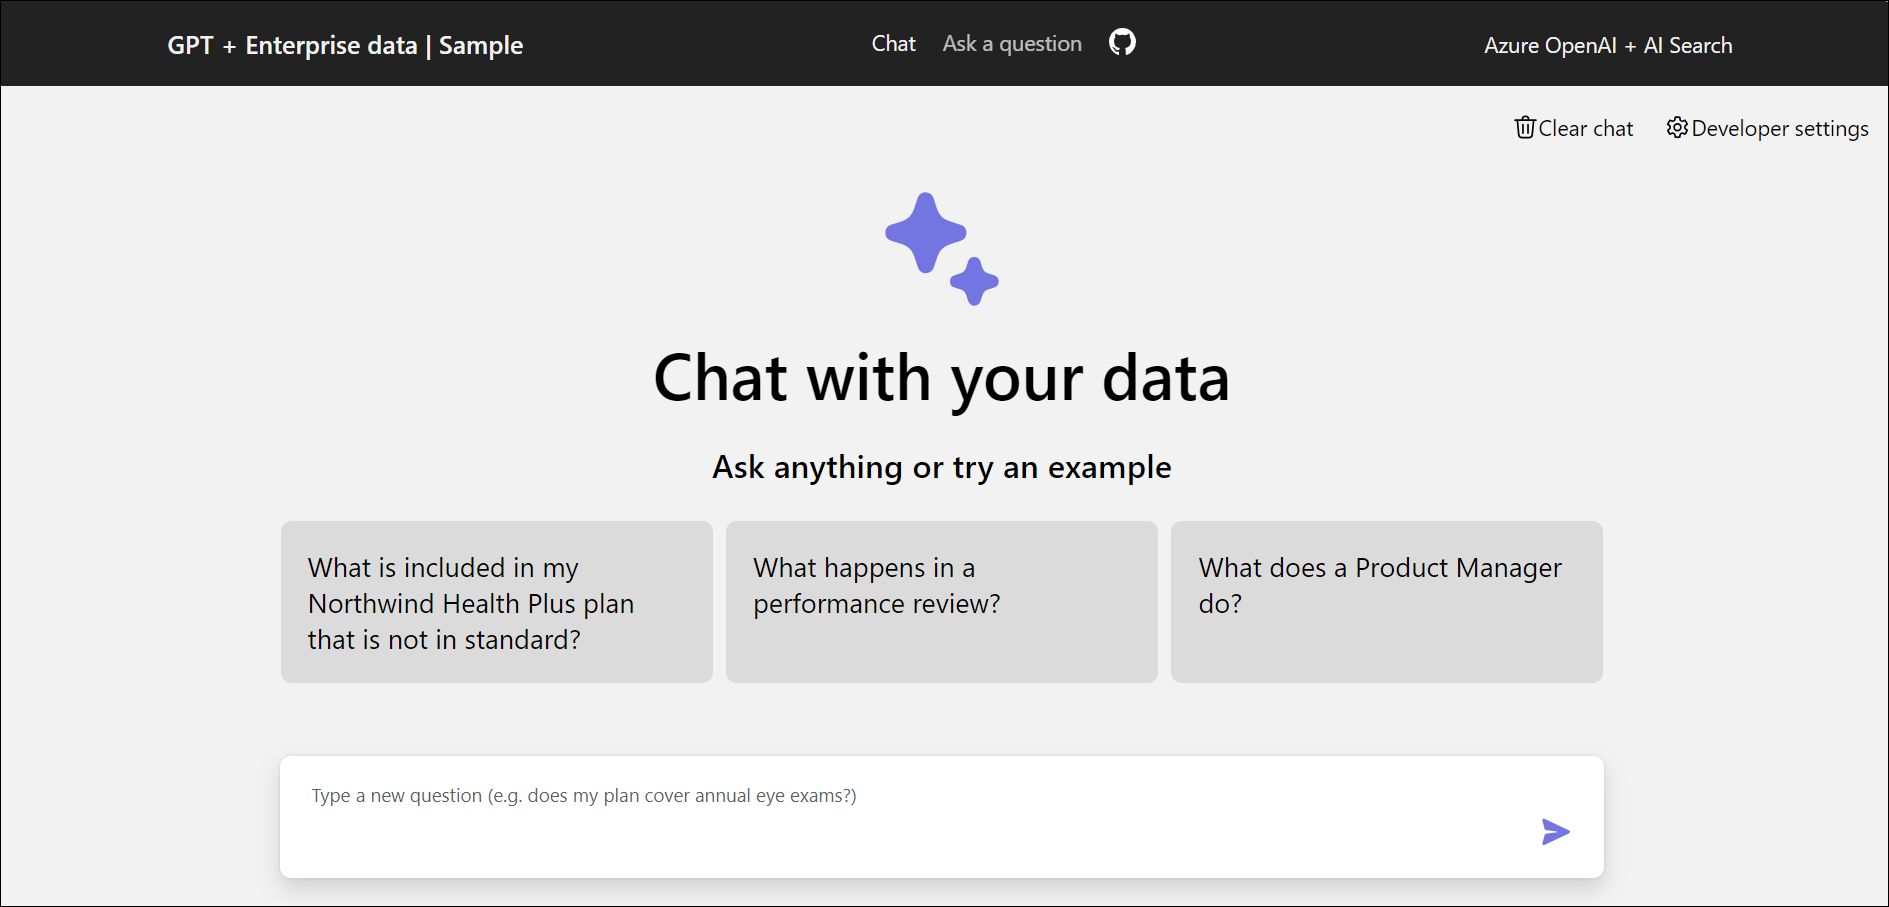 GPT + Enterprise data | Sample
Chat
Ask a question
Azure OpenAI + AI Search
Clear chat
Developer settings
Chat with your data
Ask anything or try an example
What is included in my
Northwind Health Plus plan
that is not in standard?
What happens in a
performance review?
What does a Product Manager
do?
Type a new question (e.g. does my plan cover annual eye exams?)